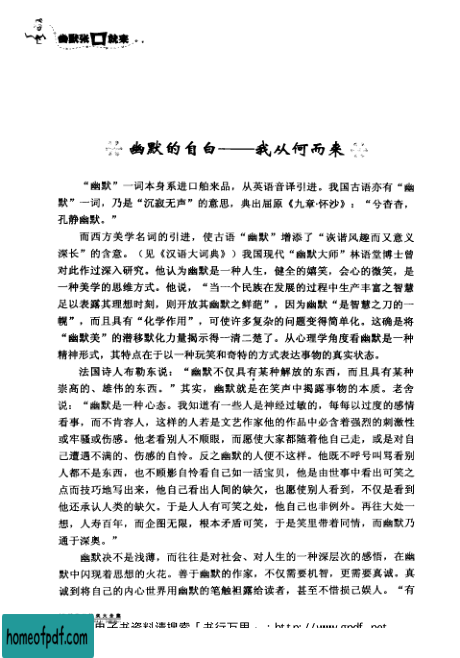 幽默张口就来
幽默的自白——我从何而来
“幽默”一词本身系进口舶来品，从英语音译引进。我国古语亦有“幽
默”一词，乃是“沉寂无声”的意思，典出屈原《九章·怀沙》：“兮杳杳，
孔静幽默。”
而西方美学名词的引进，使古语“幽默”增添了“诙谐风趣而又意义
深长”的含意。（见《汉语大词典》）我国现代“幽默大师”林语堂博士曾
对此作过深入研究。他认为幽默是一种人生，健全的嬉笑，会心的微笑，是
一种美学的思维方式。他说，“当一个民族在发展的过程中生产丰富之智慧
足以表露其理想时刻，则开放其幽默之鲜葩”，因为幽默“是智慧之刀的一
幌”，而且具有“化学作用”，可使许多复杂的问题变得简单化。这确是将
“幽默美”的潜移默化力量揭示得一清二楚了。从心理学角度看幽默是一种
精神形式，其特点在于以一种玩笑和奇特的方式表达事物的真实状态。
法国诗人布勒东说：“幽默不仅具有某种解放的东西，而且具有某种
崇高的、雄伟的东西。”其实，幽默就是在笑声中揭露事物的本质。老舍
说：“幽默是一种心态。我知道有一些人是神经过敏的，每每以过度的感情
看事，而不肯容人，这样的人若是文艺作家他的作品中必含着强烈的刺激性
或牢骚或伤感。他老看别人不顺眼，而愿使大家都随着他自己走，或是对自
己遭遇不满的、伤感的自怜。反之幽默的人便不这样。他既不呼号叫骂看别
人都不是东西，也不顾影自怜看自己如一活宝贝，他是由世事中看出可笑之
点而技巧地写出来，他自己看出人间的缺欠，也愿使别人看到，不仅是看到
他还承认人类的缺欠。于是人人有可笑之处，他自己也非例外。再往大处一
想，人寿百年，而企图无限，根本矛盾可笑，于是笑里带着同情，而幽默乃
通于深奥。”
幽默决不是浅薄，而往往是对社会、对人生的一种深层次的感悟，在幽
默中闪现着思想的火花。善于幽默的作家，不仅需要机智，更需要真诚。真
诚到将自己的内心世界用幽默的笔触袒露给读者，甚至不惜损己娱人。“有
homeofpdf.com